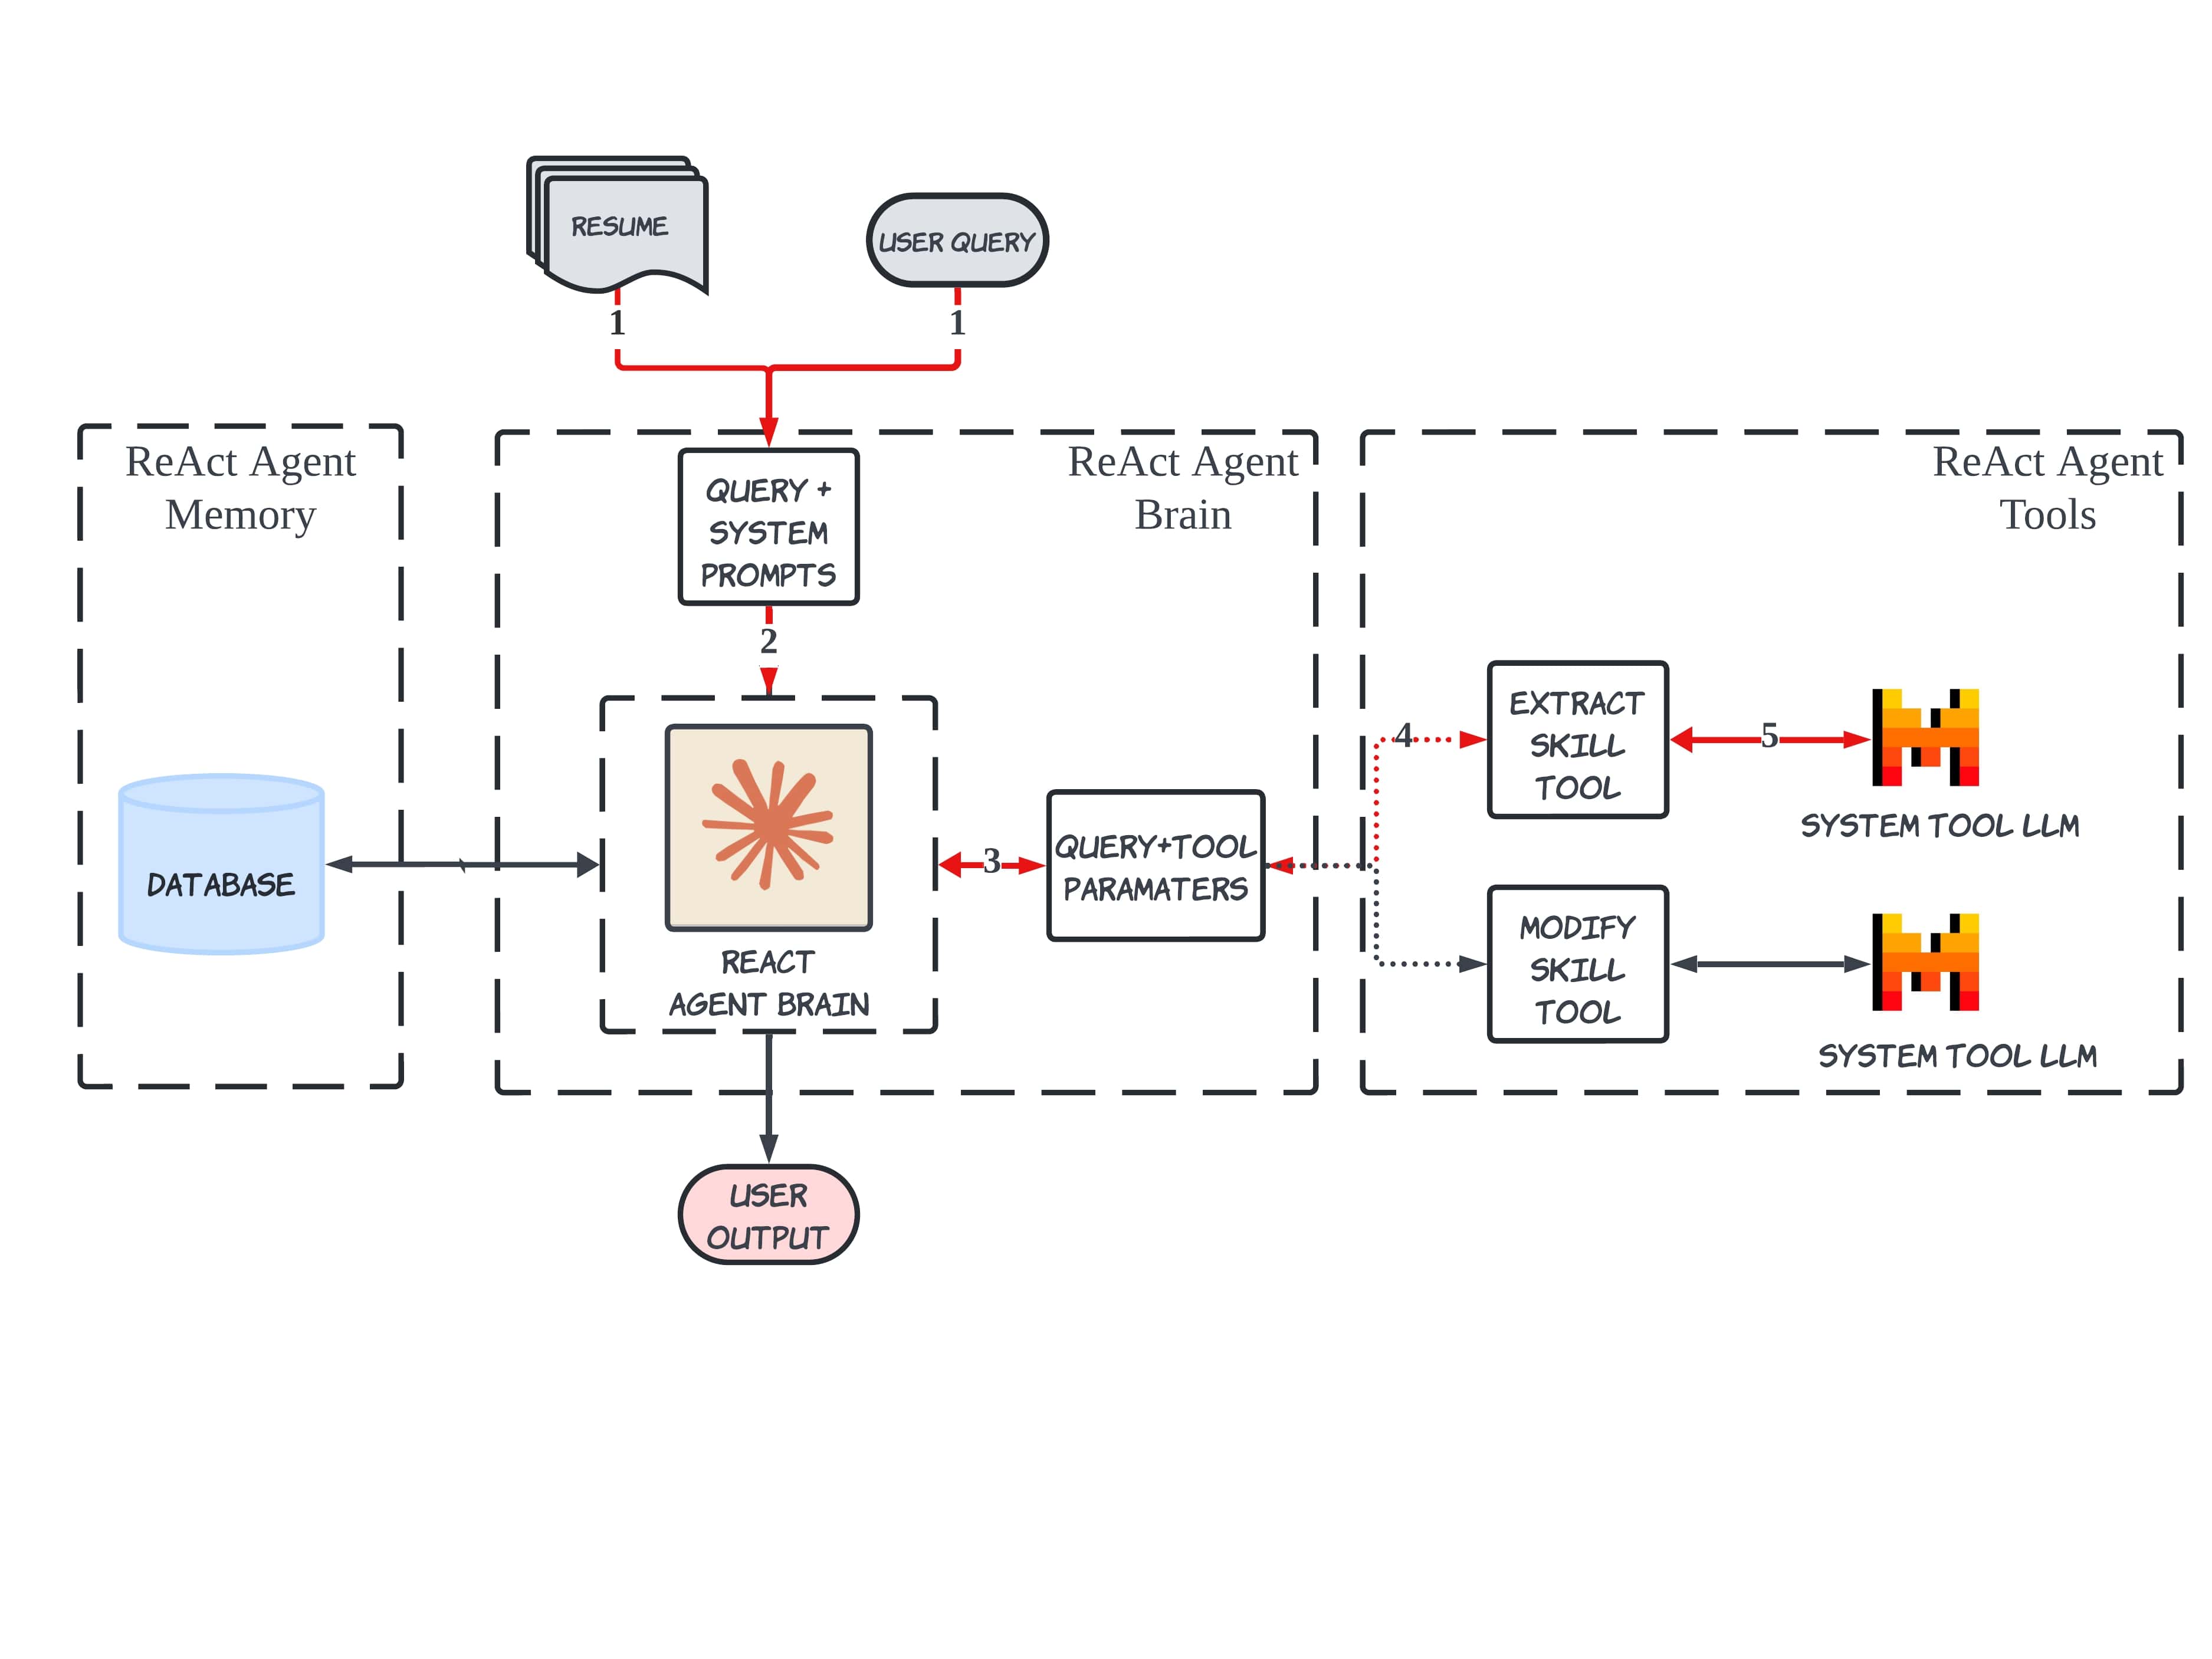 RESUME
USER QUERY
1
1
ReAct Agent
Memory
ReAct Agent
Brain
ReAct Agent
Tools
QUERY +
SYSTEM
PROMPTS
2
EXTRACT
SKILL
TOOL
4
5
SYSTEM TOOL LLM
DATABASE
3
QUERY+TOOL
PARAMATERS
REACT
AGENT BRAIN
MODIFY
SKILL
TOOL
SYSTEM TOOL LLM
USER
OUTPUT